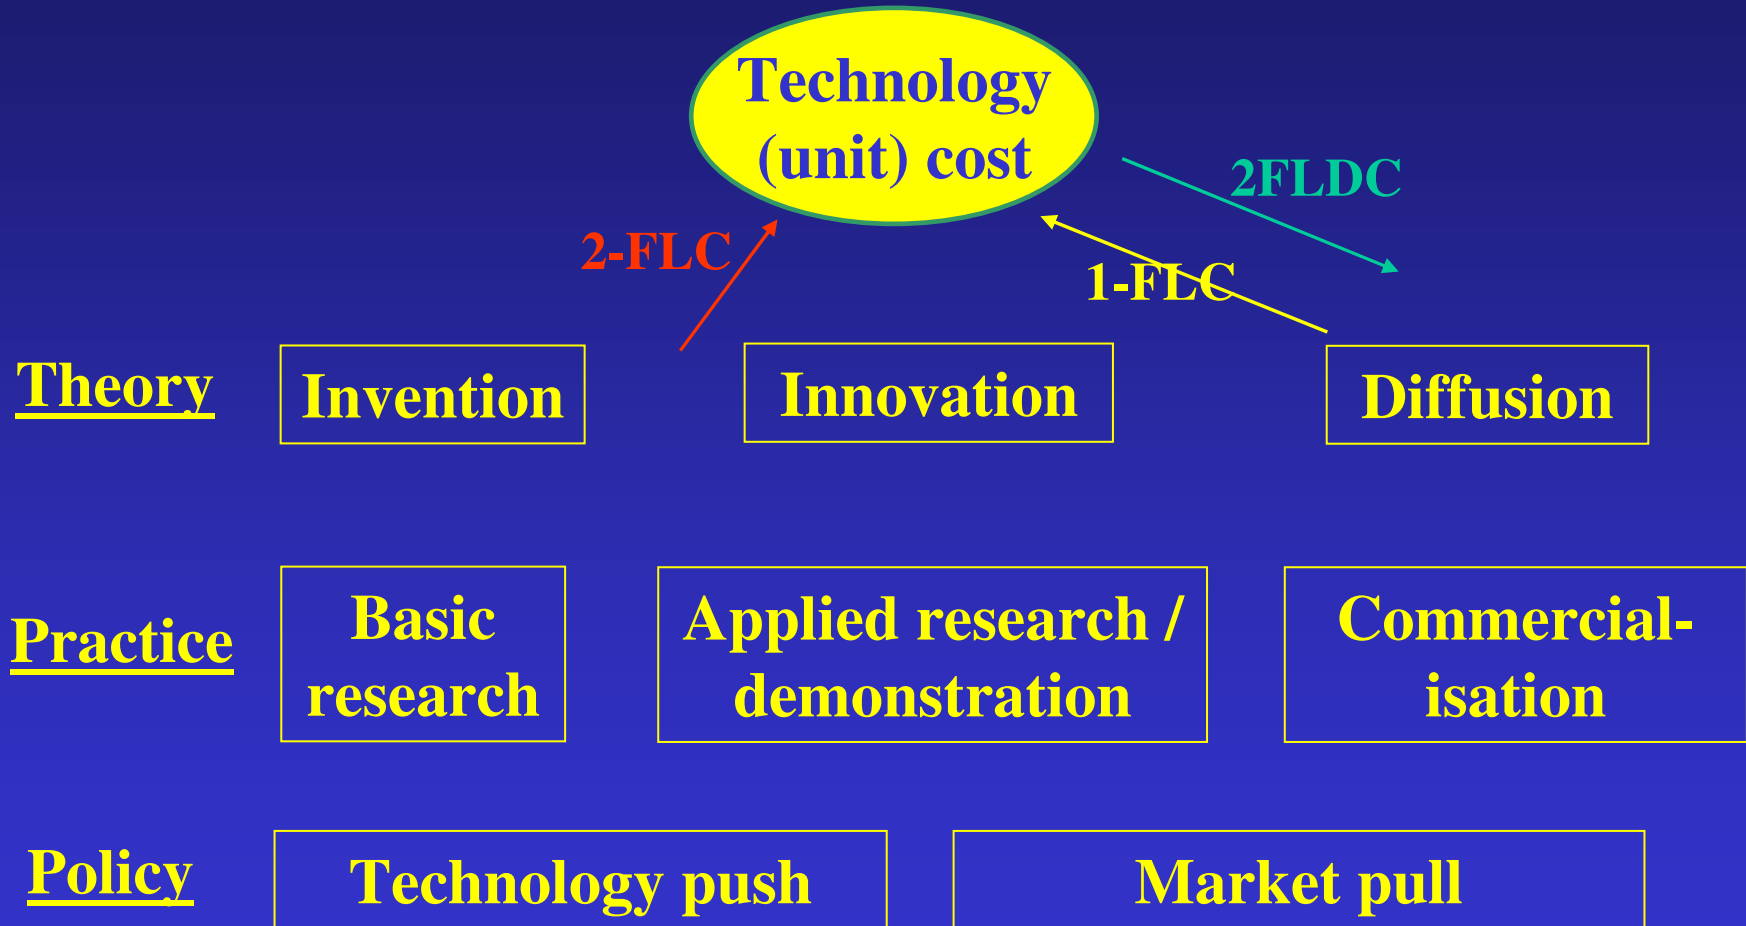 Technology
(unit) cost
2FLDC
2-FLC
1-FLC
Theory
Invention
Innovation
Diffusion
Practice
Basic
research
Applied research /
demonstration
Commercial-
isation
Policy
Technology push
Market pull